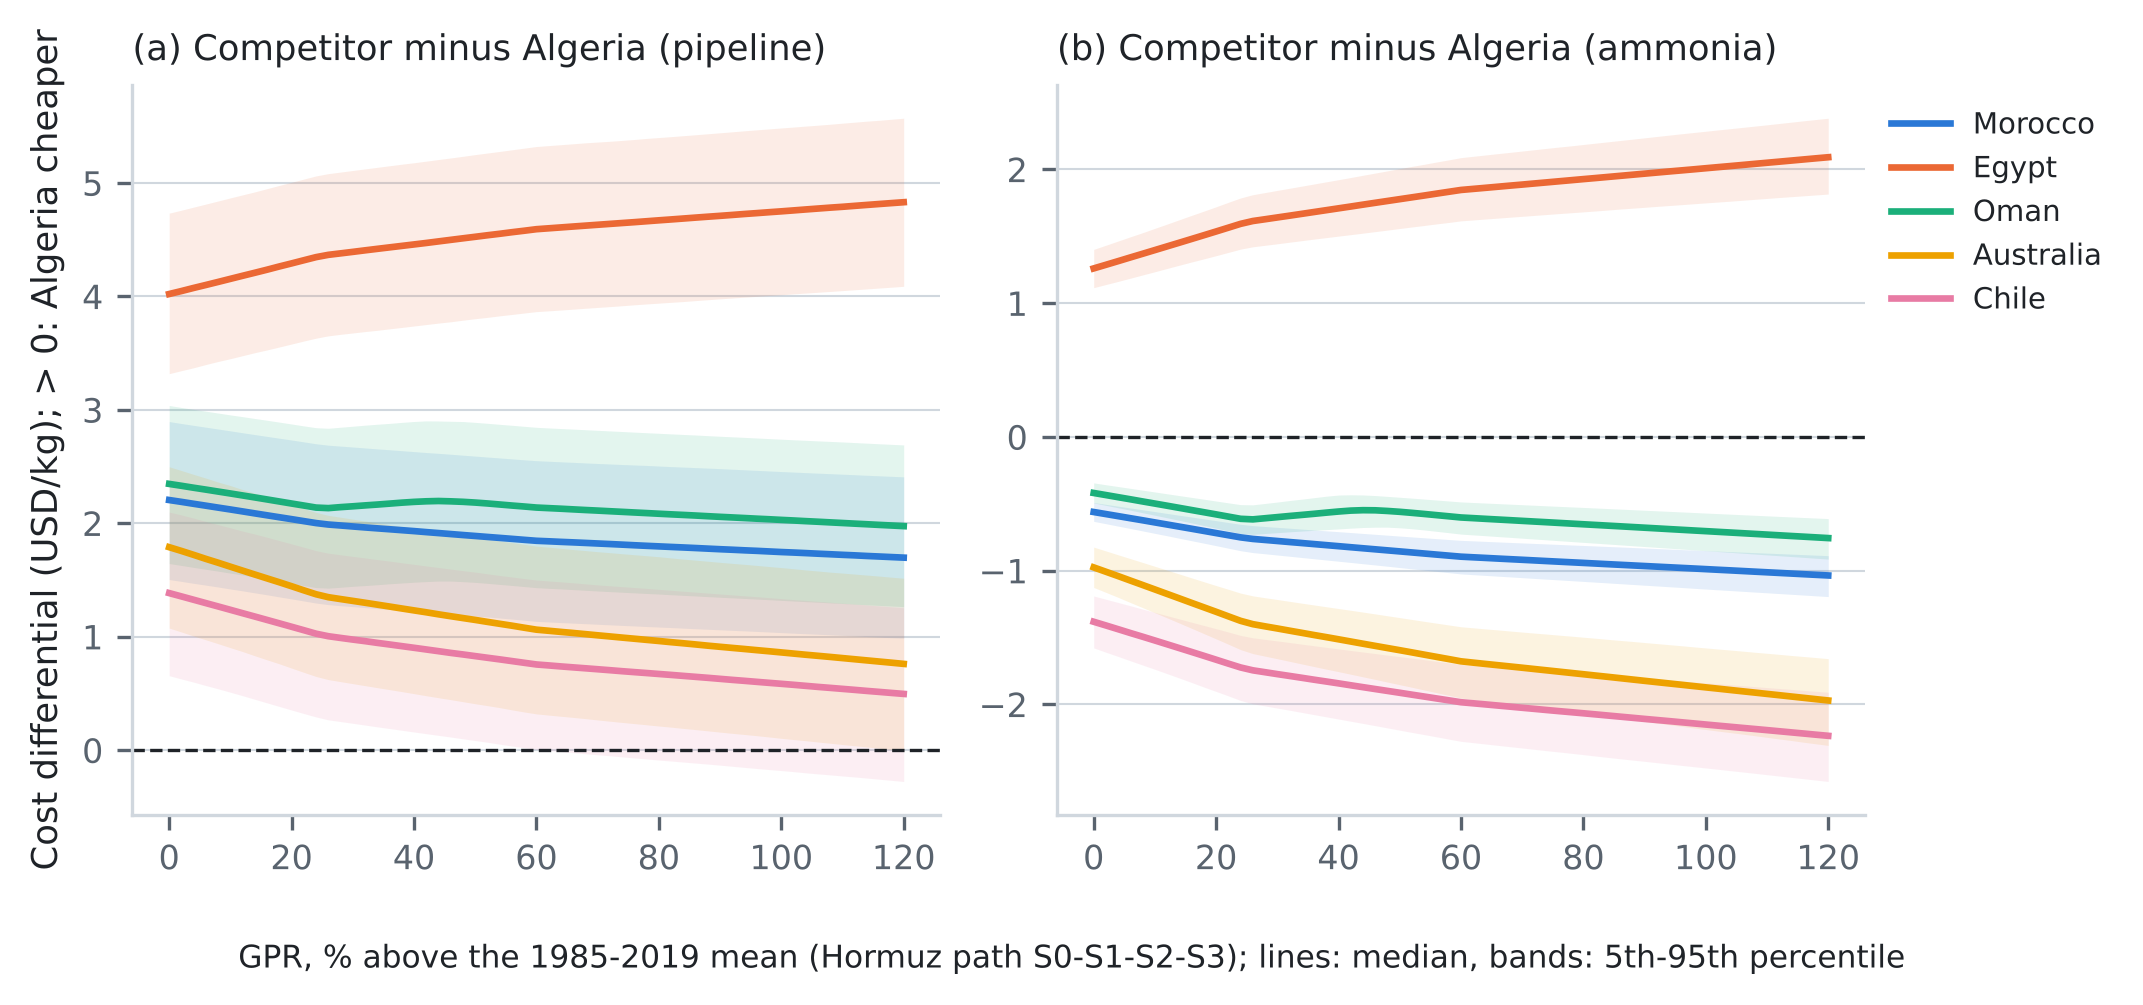 (a) Competitor minus Algeria (pipeline)
Cost differential (USD/kg); > 0: Algeria cheaper
5
4
3
2
1
0
0 20 40 60 80 100 120
(b) Competitor minus Algeria (ammonia)
2
1
0
−1
−2
0 20 40 60 80 100 120
Morocco
Egypt
Oman
Australia
Chile
GPR, % above the 1985-2019 mean (Hormuz path S0-S1-S2-S3); lines: median, bands: 5th-95th percentile